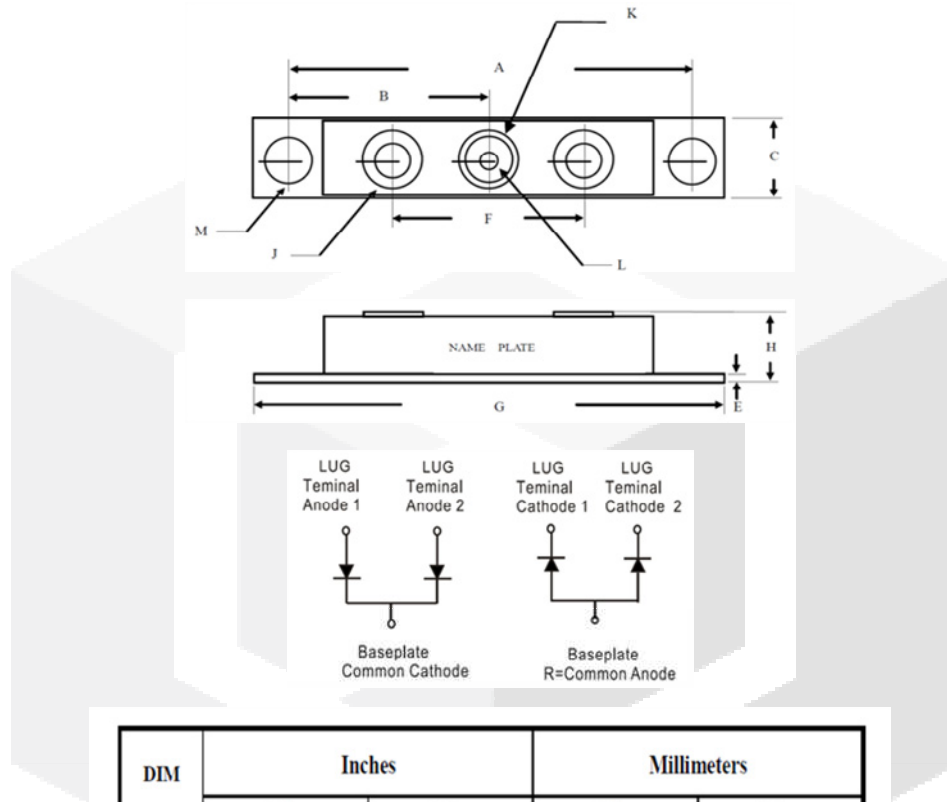 K
A
B
C
F
M
J
L
NAME PLATE
H
G
E
LUG Teminal Anode 1
LUG Teminal Anode 2
LUG Teminal Cathode 1
LUG Teminal Cathode 2
Baseplate
Common Cathode
Baseplate
R=Common Anode
DIM Inches Millimeters